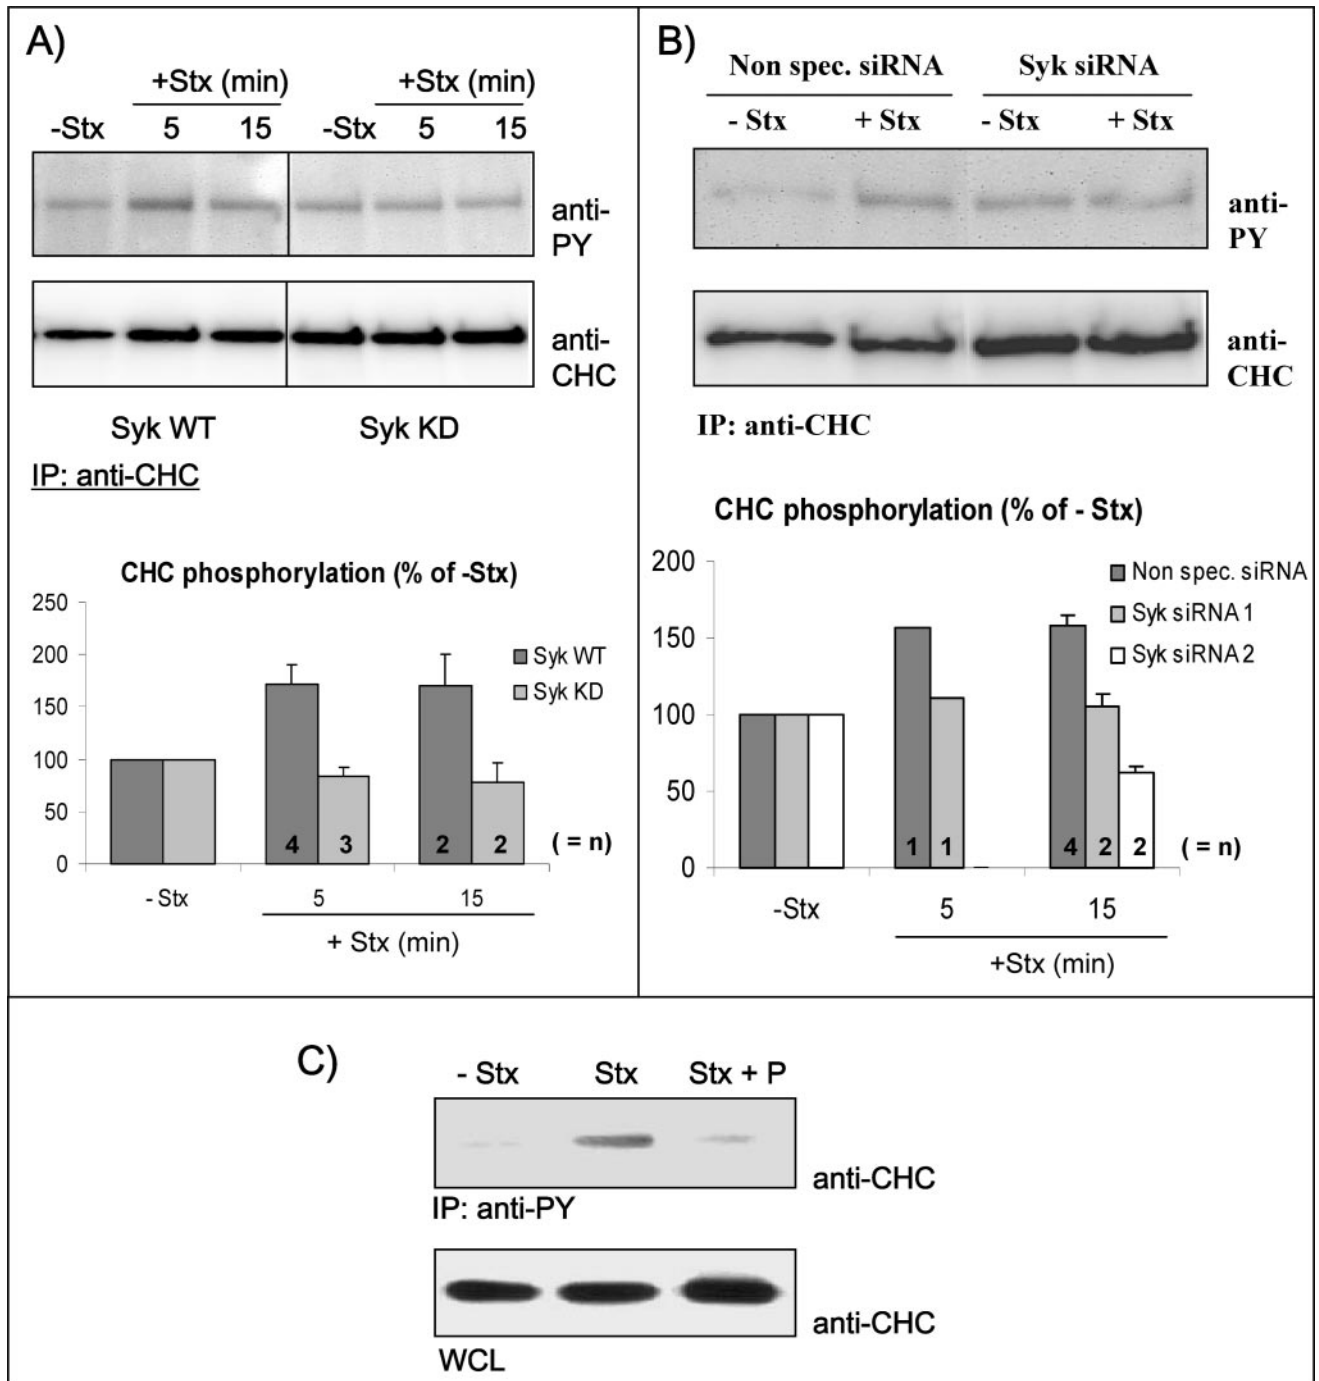 A)
+Stx (min)
-Stx 5 15
+Stx (min)
-Stx 5 15
anti-
PY
anti-
CHC
Syk WT Syk KD
IP: anti-CHC
CHC phosphorylation (% of -Stx)
250
200
150
100
50
0
Syk WT
Syk KD
4 3 2 2 ( = n)
- Stx 5 15
+ Stx (min)
B)
Non spec. siRNA Syk siRNA
- Stx + Stx - Stx + Stx
anti-
PY
anti-
CHC
IP: anti-CHC
CHC phosphorylation (% of - Stx)
200
150
100
50
0
Non spec. siRNA
Syk siRNA 1
Syk siRNA 2
1 1 4 2 2 ( = n)
-Stx 5 15
+Stx (min)
C)
- Stx Stx Stx + P
anti-CHC
IP: anti-PY
anti-CHC
WCL